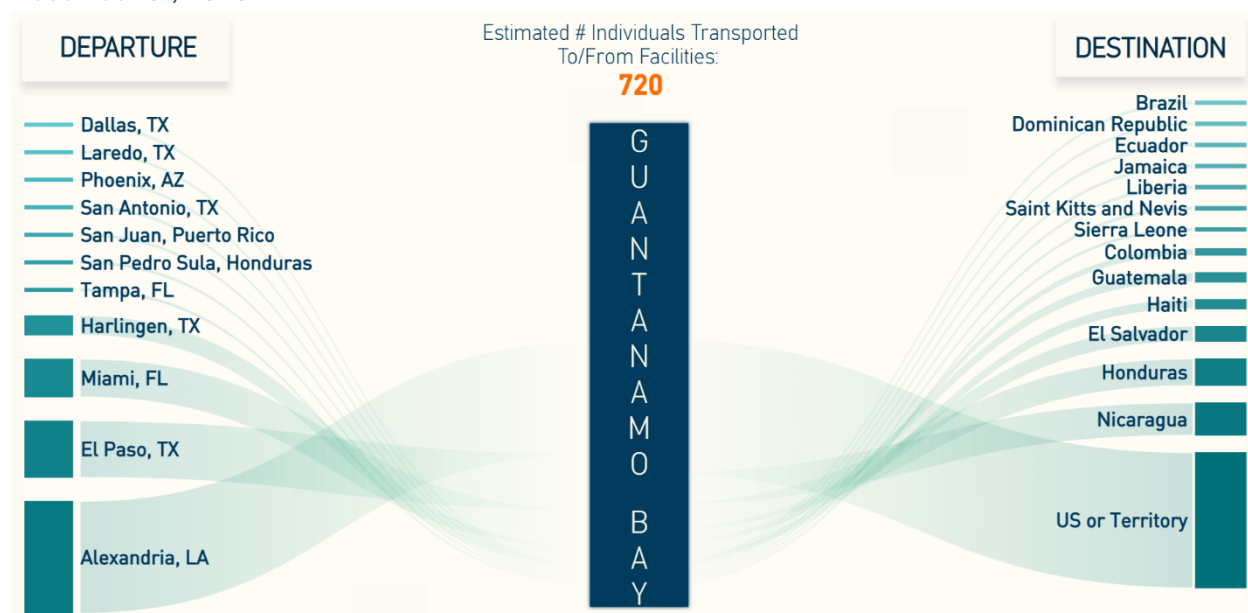 DEPARTURE
Estimated # Individuals Transported
To/From Facilities:
720
DESTINATION
Dallas, TX
Laredo, TX
Phoenix, AZ
San Antonio, TX
San Juan, Puerto Rico
San Pedro Sula, Honduras
Tampa, FL
Harlingen, TX
Miami, FL
El Paso, TX
Alexandria, LA
GUANTANAMO BAY
Brazil
Dominican Republic
Ecuador
Jamaica
Liberia
Saint Kitts and Nevis
Sierra Leone
Colombia
Guatemala
Haiti
El Salvador
Honduras
Nicaragua
US or Territory